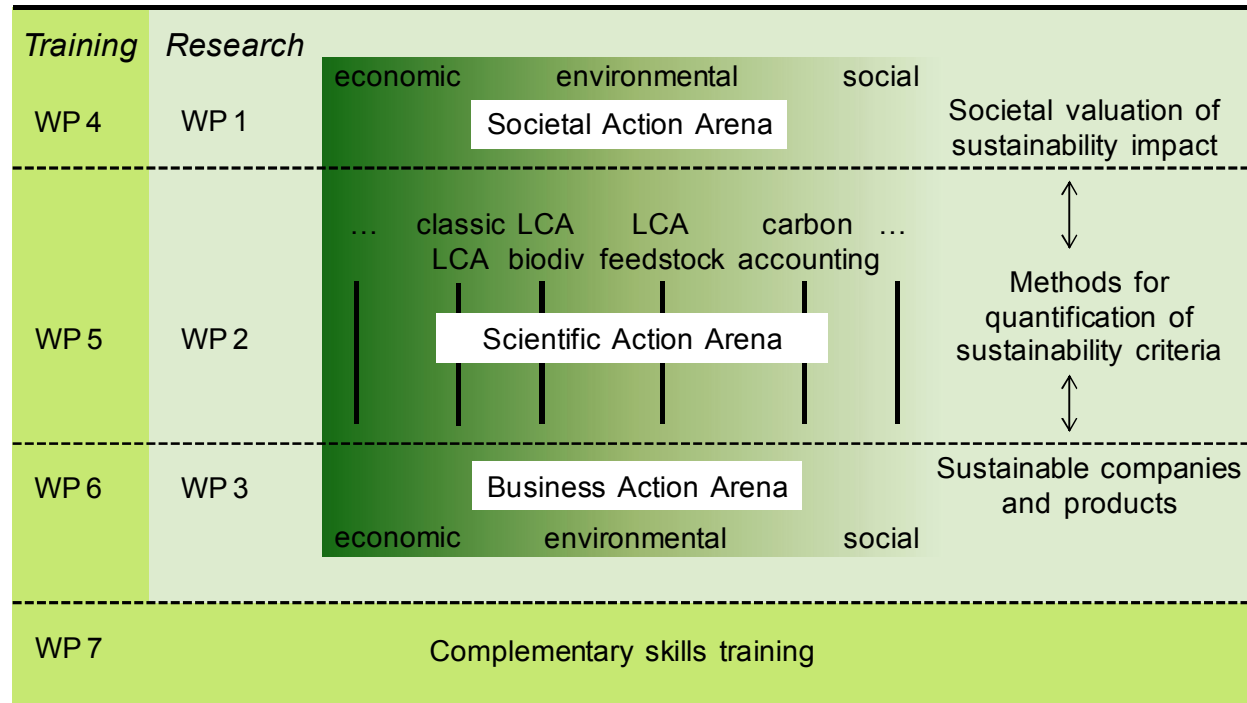 Training Research
economic environmental social
WP 4 WP 1 Societal Action Arena Societal valuation of
sustainability impact
… classic LCA LCA carbon …
LCA biodiv feedstock accounting
WP 5 WP 2 Scientific Action Arena Methods for
quantification of
sustainability criteria
WP 6 WP 3 Business Action Arena Sustainable companies
and products
economic environmental social
WP 7 Complementary skills training